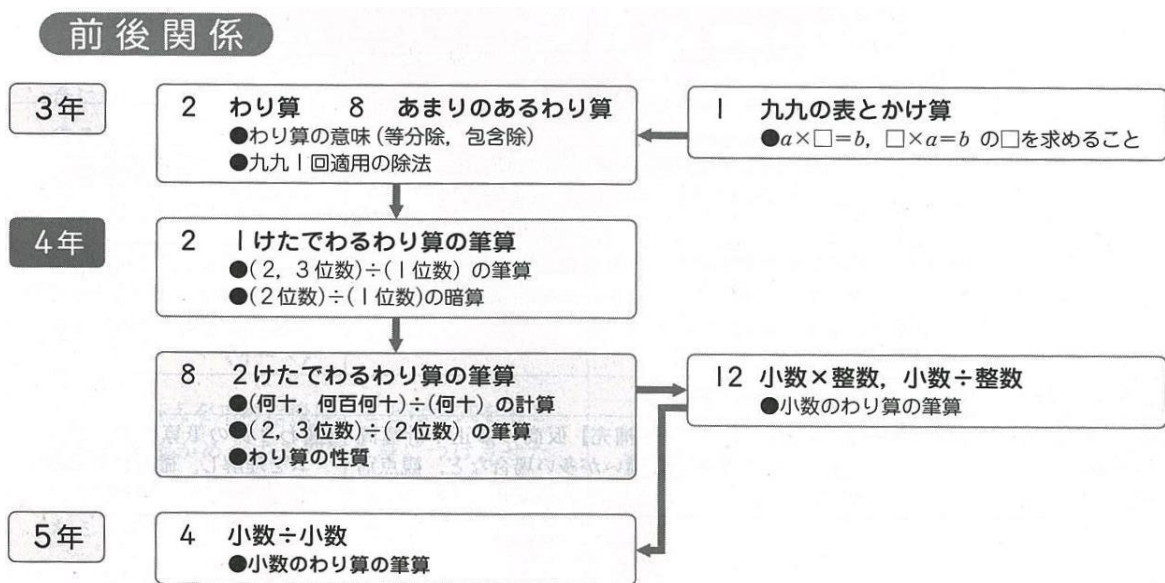 前後関係
3年
2 わり算 8 あまりのあるわり算
●わり算の意味(等分除,包含除)
●九九1回適用の除法
1 九九の表とかけ算
●a×□=b, □×a=b の□を求めること
4年
2 1けたでわるわり算の筆算
●(2,3位数)÷(1位数)の筆算
●(2位数)÷(1位数)の暗算
8 2けたでわるわり算の筆算
●(何十,何百何十)÷(何十)の計算
●(2,3位数)÷(2位数)の筆算
●わり算の性質
12 小数×整数,小数÷整数
●小数のわり算の筆算
5年
4 小数÷小数
●小数のわり算の筆算